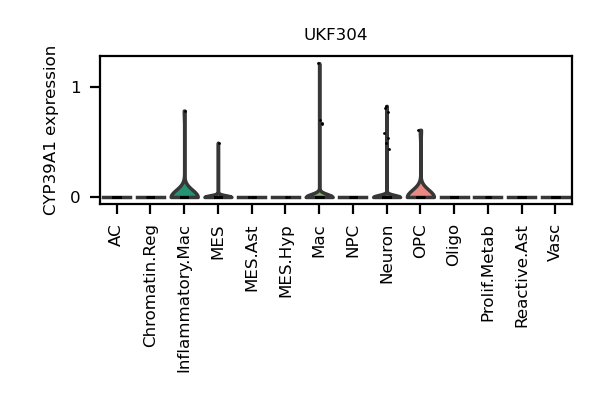 UKF304
CYP39A1 expression
1
0
AC
Chromatin.Reg
Inflammatory.Mac
MES
MES.Ast
MES.Hyp
Mac
NPC
Neuron
OPC
Oligo
Prolif.Metab
Reactive.Ast
Vasc